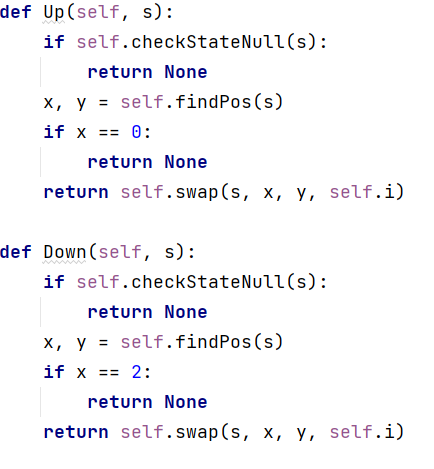 def Up(self, s):
    if self.checkStateNull(s):
        return None
    x, y = self.findPos(s)
    if x == 0:
        return None
    return self.swap(s, x, y, self.i)

def Down(self, s):
    if self.checkStateNull(s):
        return None
    x, y = self.findPos(s)
    if x == 2:
        return None
    return self.swap(s, x, y, self.i)